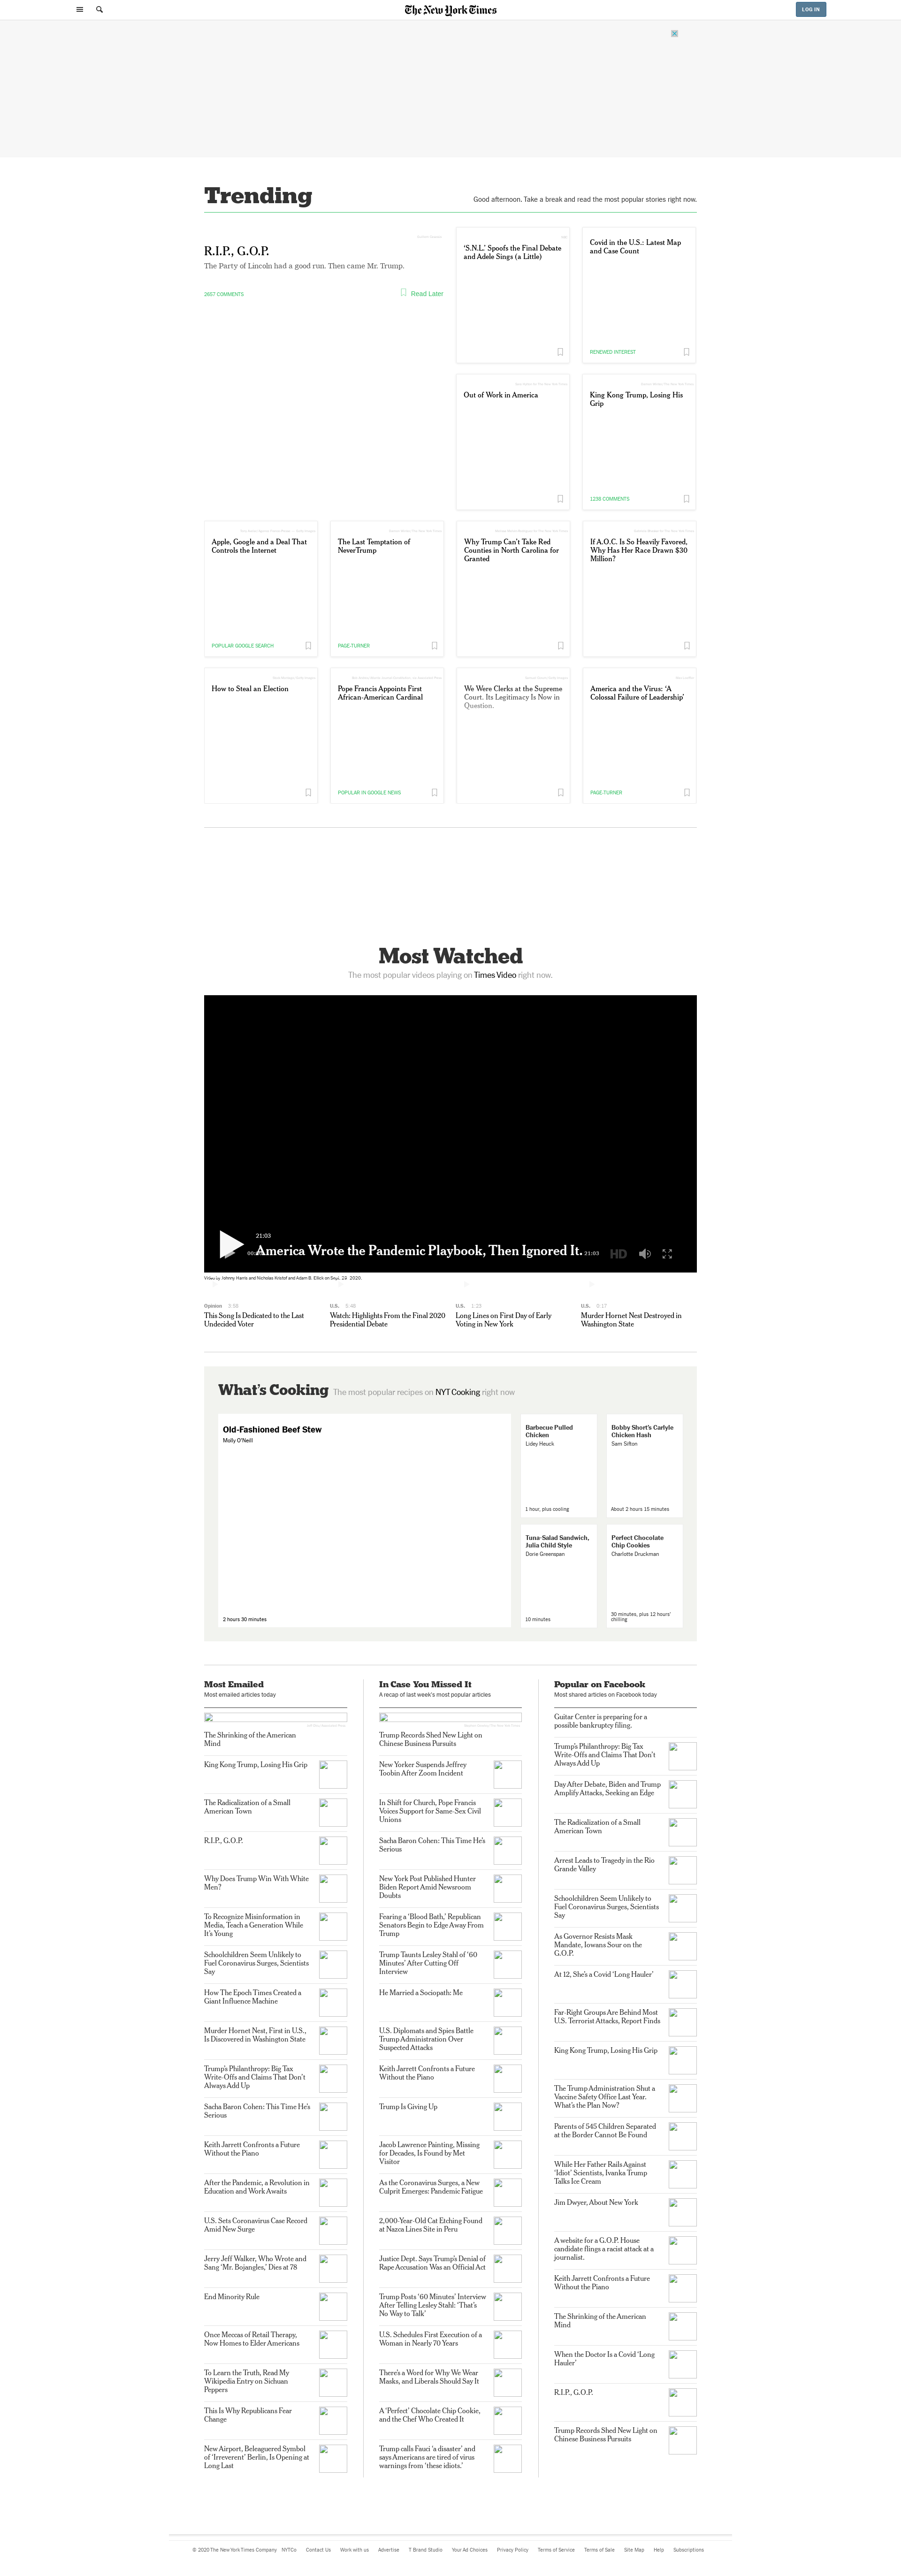 The New York Times
LOG IN
Trending
Good afternoon. Take a break and read the most popular stories right now.
R.I.P., G.O.P.
The Party of Lincoln had a good run. Then came Mr. Trump.
2657 COMMENTS
Read Later
‘S.N.L.’ Spoofs the Final Debate
and Adele Sings (a Little)
Covid in the U.S.: Latest Map
and Case Count
RENEWED INTEREST
Out of Work in America
King Kong Trump, Losing His
Grip
1238 COMMENTS
Apple, Google and a Deal That
Controls the Internet
POPULAR GOOGLE SEARCH
The Last Temptation of
NeverTrump
PAGE-TURNER
Why Trump Can’t Take Red
Counties in North Carolina for
Granted
If A.O.C. Is So Heavily Favored,
Why Has Her Race Drawn $30
Million?
How to Steal an Election
Pope Francis Appoints First
African-American Cardinal
POPULAR IN GOOGLE NEWS
We Were Clerks at the Supreme
Court. Its Legitimacy Is Now in
Question.
America and the Virus: ‘A
Colossal Failure of Leadership’
PAGE-TURNER
Most Watched
The most popular videos playing on Times Video right now.
21:03
America Wrote the Pandemic Playbook, Then Ignored It.
21:03
HD
Video by Johnny Harris and Nicholas Kristof and Adam B. Ellick on Sept. 29, 2020.
Opinion
This Song Is Dedicated to the Last
Undecided Voter
U.S.
Watch: Highlights From the Final 2020
Presidential Debate
U.S. 1:23
Long Lines on First Day of Early
Voting in New York
U.S. 0:17
Murder Hornet Nest Destroyed in
Washington State
What’s Cooking The most popular recipes on NYT Cooking right now
Old-Fashioned Beef Stew
Molly O'Neill
2 hours 30 minutes
Barbecue Pulled
Chicken
Lidey Heuck
1 hour, plus cooling
Bobby Short's Carlyle
Chicken Hash
Sam Sifton
About 2 hours 15 minutes
Tuna-Salad Sandwich,
Julia Child Style
Dorie Greenspan
10 minutes
Perfect Chocolate
Chip Cookies
Charlotte Druckman
30 minutes, plus 12 hours'
chilling
Most Emailed
Most emailed articles today
The Shrinking of the American
Mind
King Kong Trump, Losing His Grip
The Radicalization of a Small
American Town
R.I.P., G.O.P.
Why Does Trump Win With White
Men?
To Recognize Misinformation in
Media, Teach a Generation While
It’s Young
Schoolchildren Seem Unlikely to
Fuel Coronavirus Surges, Scientists
Say
How The Epoch Times Created a
Giant Influence Machine
Murder Hornet Nest, First in U.S.,
Is Discovered in Washington State
Trump’s Philanthropy: Big Tax
Write-Offs and Claims That Don’t
Always Add Up
Sacha Baron Cohen: This Time He’s
Serious
Keith Jarrett Confronts a Future
Without the Piano
After the Pandemic, a Revolution in
Education and Work Awaits
U.S. Sets Coronavirus Case Record
Amid New Surge
Jerry Jeff Walker, Who Wrote and
Sang ‘Mr. Bojangles,’ Dies at 78
End Minority Rule
Once Meccas of Retail Therapy,
Now Homes to Elder Americans
To Learn the Truth, Read My
Wikipedia Entry on Sichuan
Peppers
This Is Why Republicans Fear
Change
New Airport, Beleaguered Symbol
of ‘Irreverent’ Berlin, Is Opening at
Long Last
In Case You Missed It
A recap of last week's most popular articles
Trump Records Shed New Light on
Chinese Business Pursuits
New Yorker Suspends Jeffrey
Toobin After Zoom Incident
In Shift for Church, Pope Francis
Voices Support for Same-Sex Civil
Unions
Sacha Baron Cohen: This Time He’s
Serious
New York Post Published Hunter
Biden Report Amid Newsroom
Doubts
Fearing a ‘Blood Bath,’ Republican
Senators Begin to Edge Away From
Trump
Trump Taunts Lesley Stahl of ‘60
Minutes’ After Cutting Off
Interview
He Married a Sociopath: Me
U.S. Diplomats and Spies Battle
Trump Administration Over
Suspected Attacks
Keith Jarrett Confronts a Future
Without the Piano
Trump Is Giving Up
Jacob Lawrence Painting, Missing
for Decades, Is Found by Met
Visitor
As the Coronavirus Surges, a New
Culprit Emerges: Pandemic Fatigue
2,000-Year-Old Cat Etching Found
at Nazca Lines Site in Peru
Justice Dept. Says Trump’s Denial of
Rape Accusation Was an Official Act
Trump Posts ‘60 Minutes’ Interview
After Telling Lesley Stahl: ‘That’s
No Way to Talk’
U.S. Schedules First Execution of a
Woman in Nearly 70 Years
There’s a Word for Why We Wear
Masks, and Liberals Should Say It
A ‘Perfect’ Chocolate Chip Cookie,
and the Chef Who Created It
Trump calls Fauci ‘a disaster’ and
says Americans are tired of virus
warnings from ‘these idiots.’
Popular on Facebook
Most shared articles on Facebook today
Guitar Center is preparing for a
possible bankruptcy filing.
Trump’s Philanthropy: Big Tax
Write-Offs and Claims That Don’t
Always Add Up
Day After Debate, Biden and Trump
Amplify Attacks, Seeking an Edge
The Radicalization of a Small
American Town
Arrest Leads to Tragedy in the Rio
Grande Valley
Schoolchildren Seem Unlikely to
Fuel Coronavirus Surges, Scientists
Say
As Governor Resists Mask
Mandate, Iowans Sour on the
G.O.P.
At 12, She’s a Covid ‘Long Hauler’
Far-Right Groups Are Behind Most
U.S. Terrorist Attacks, Report Finds
King Kong Trump, Losing His Grip
The Trump Administration Shut a
Vaccine Safety Office Last Year.
What’s the Plan Now?
Parents of 545 Children Separated
at the Border Cannot Be Found
While Her Father Rails Against
‘Idiot’ Scientists, Ivanka Trump
Talks Ice Cream
Jim Dwyer, About New York
A website for a G.O.P. House
candidate flings a racist attack at a
journalist.
Keith Jarrett Confronts a Future
Without the Piano
The Shrinking of the American
Mind
When the Doctor Is a Covid ‘Long
Hauler’
R.I.P., G.O.P.
Trump Records Shed New Light on
Chinese Business Pursuits
© 2020 The New York Times Company NYTCo Contact Us Work with us Advertise T Brand Studio Your Ad Choices Privacy Policy Terms of Service Terms of Sale Site Map Help Subscriptions